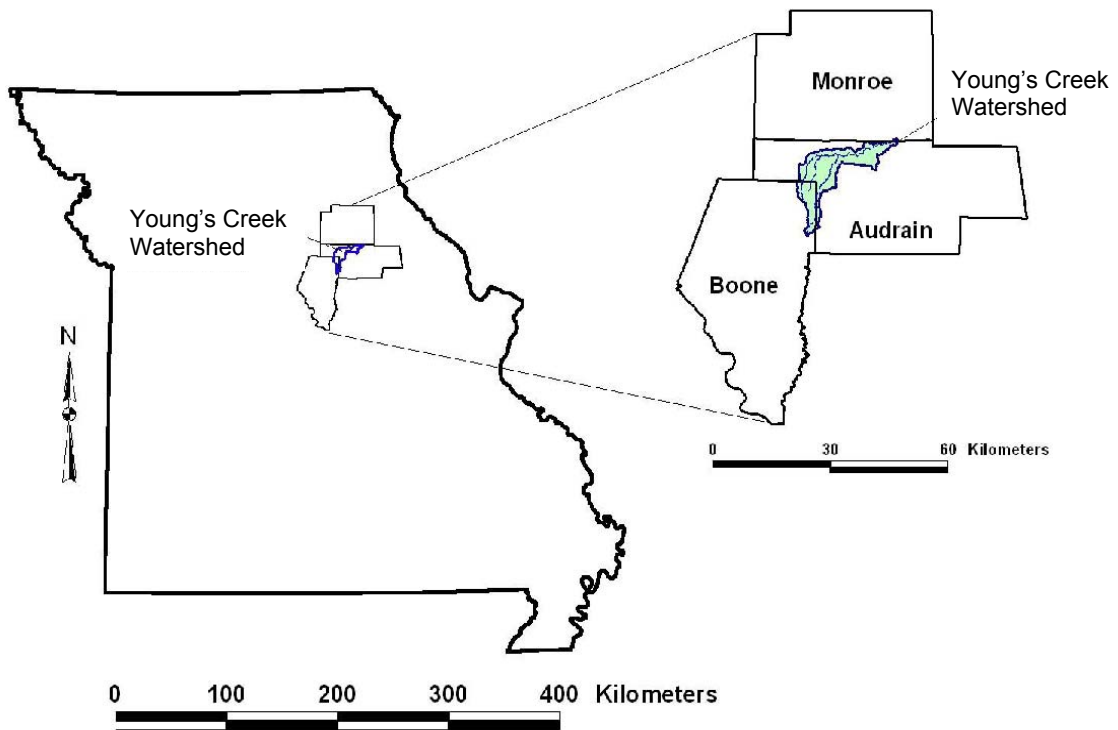 Monroe
Young's Creek
Watershed
Young's Creek
Watershed
Audrain
Boone
N
0 30 60 Kilometers
0 100 200 300 400 Kilometers